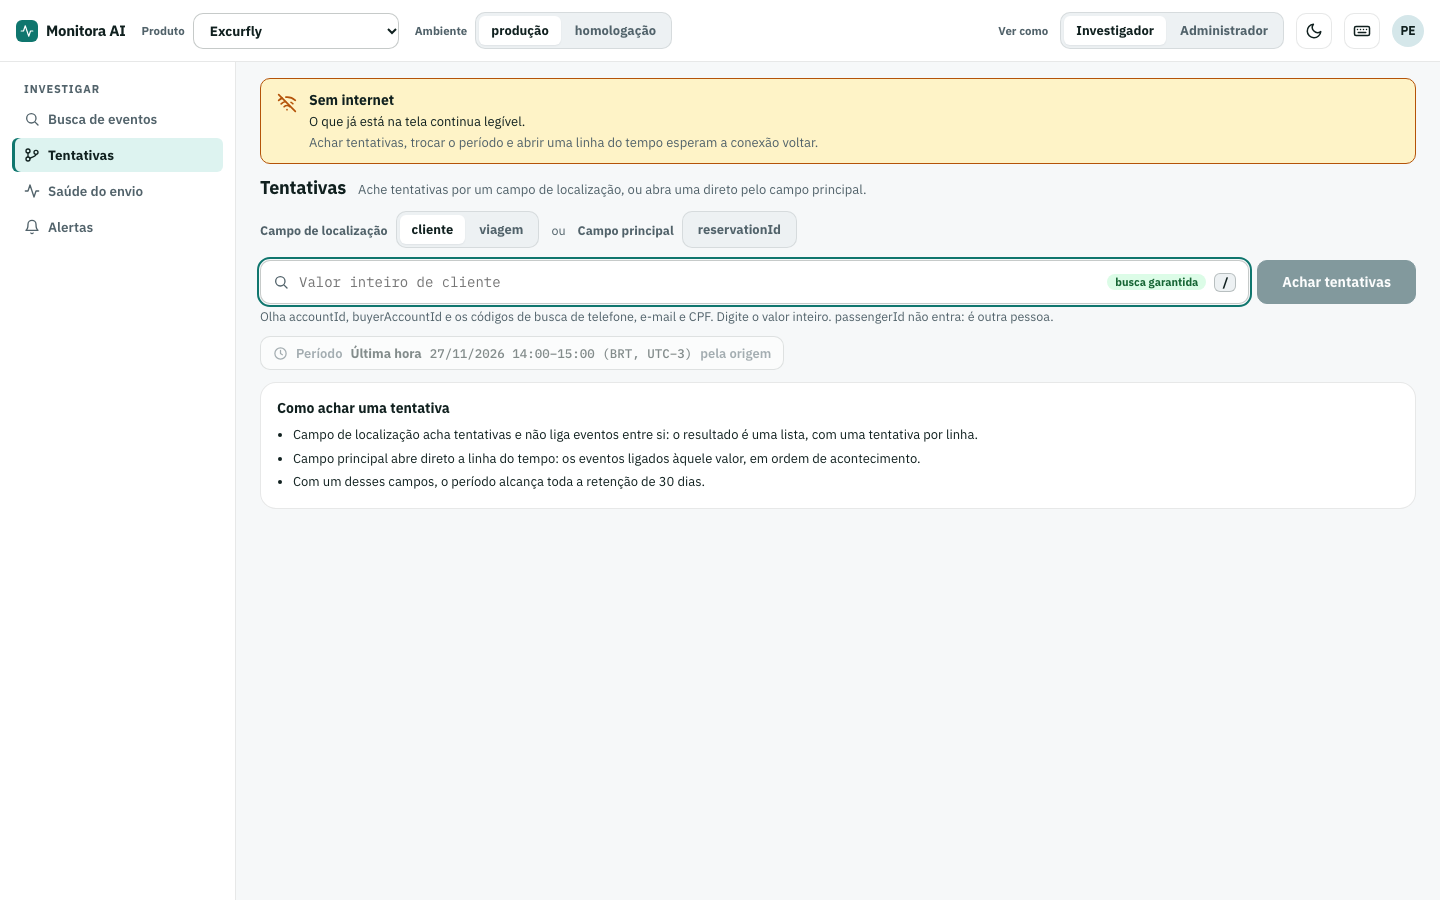 Monitora AI Produto Excurfly Ambiente produção homologação Ver como Investigador Administrador PE
INVESTIGAR
Busca de eventos
Tentativas
Saúde do envio
Alertas
Sem internet
O que já está na tela continua legível.
Achar tentativas, trocar o período e abrir uma linha do tempo esperam a conexão voltar.
Tentativas Ache tentativas por um campo de localização, ou abra uma direto pelo campo principal.
Campo de localização cliente viagem ou Campo principal reservationId
Valor inteiro de cliente busca garantida / Achar tentativas
Olha accountId, buyerAccountId e os códigos de busca de telefone, e-mail e CPF. Digite o valor inteiro. passengerId não entra: é outra pessoa.
Período Última hora 27/11/2026 14:00–15:00 (BRT, UTC−3) pela origem
Como achar uma tentativa
• Campo de localização acha tentativas e não liga eventos entre si: o resultado é uma lista, com uma tentativa por linha.
• Campo principal abre direto a linha do tempo: os eventos ligados àquele valor, em ordem de acontecimento.
• Com um desses campos, o período alcança toda a retenção de 30 dias.